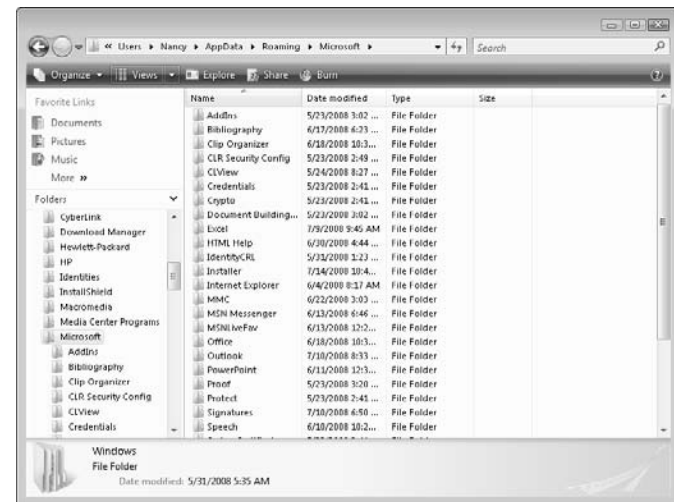 « Users ▸ Nancy ▸ AppData ▸ Roaming ▸ Microsoft ▸ Search
Organize Views Explore Share Burn
Favorite Links
Documents
Pictures
Music
More »
Folders
CyberLink
Download Manager
Hewlett-Packard
HP
Identities
InstallShield
Macromedia
Media Center Programs
Microsoft
AddIns
Bibliography
Clip Organizer
CLR Security Config
CLView
Credentials
Name Date modified Type Size
AddIns 5/23/2008 3:02 ... File Folder
Bibliography 6/17/2008 6:23 ... File Folder
Clip Organizer 6/18/2008 10:3... File Folder
CLR Security Config 5/23/2008 2:49 ... File Folder
CLView 5/24/2008 8:27 ... File Folder
Credentials 5/23/2008 2:41 ... File Folder
Crypto 5/23/2008 2:41 ... File Folder
Document Building... 5/23/2008 3:02 ... File Folder
Excel 7/9/2008 9:45 AM File Folder
HTML Help 6/30/2008 4:44 ... File Folder
IdentityCRL 5/31/2008 1:23 ... File Folder
Installer 7/14/2008 10:4... File Folder
Internet Explorer 6/4/2008 8:17 AM File Folder
MMC 6/22/2008 3:03 ... File Folder
MSN Messenger 6/13/2008 6:46 ... File Folder
MSNLiveFav 6/13/2008 12:2... File Folder
Office 6/18/2008 10:3... File Folder
Outlook 7/10/2008 8:33 ... File Folder
PowerPoint 6/11/2008 12:3... File Folder
Proof 5/23/2008 3:20 ... File Folder
Protect 5/23/2008 2:41 ... File Folder
Signatures 7/10/2008 6:50 ... File Folder
Speech 6/10/2008 10:2... File Folder
Windows
File Folder
Date modified: 5/31/2008 5:35 AM